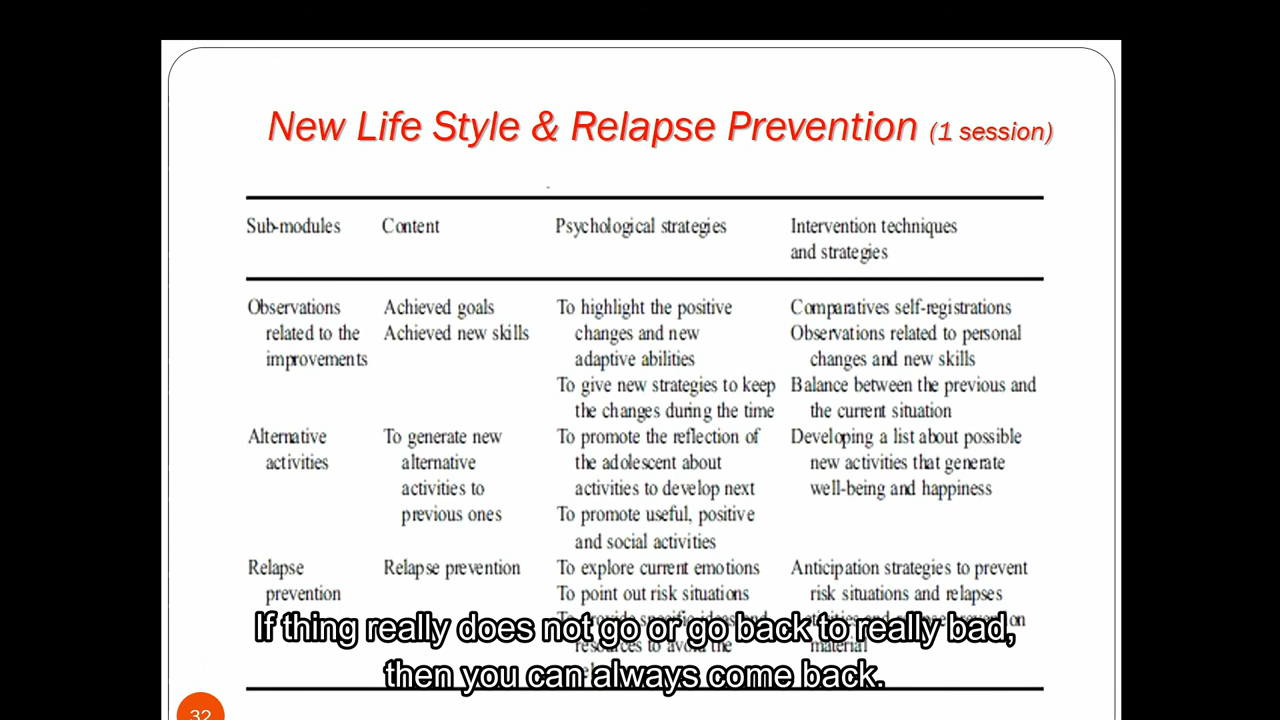 New Life Style & Relapse Prevention (1 session)
Sub-modules Content Psychological strategies Intervention techniques
and strategies
Observations Achieved goals To highlight the positive Comparatives self-registrations
related to the Achieved new skills changes and new Observations related to personal
improvements adaptive abilities changes and new skills
To give new strategies to keep Balance between the previous and
the changes during the time the current situation
Alternative To generate new To promote the reflection of Developing a list about possible
activities alternative the adolescent about new activities that generate
activities to activities to develop next well-being and happiness
previous ones To promote useful, positive
and social activities
Relapse Relapse prevention To explore current emotions Anticipation strategies to prevent
prevention To point out risk situations risk situations and relapses
If thing really does not go or go back to really bad,
resources to avoid the material
then you can always come back.
32